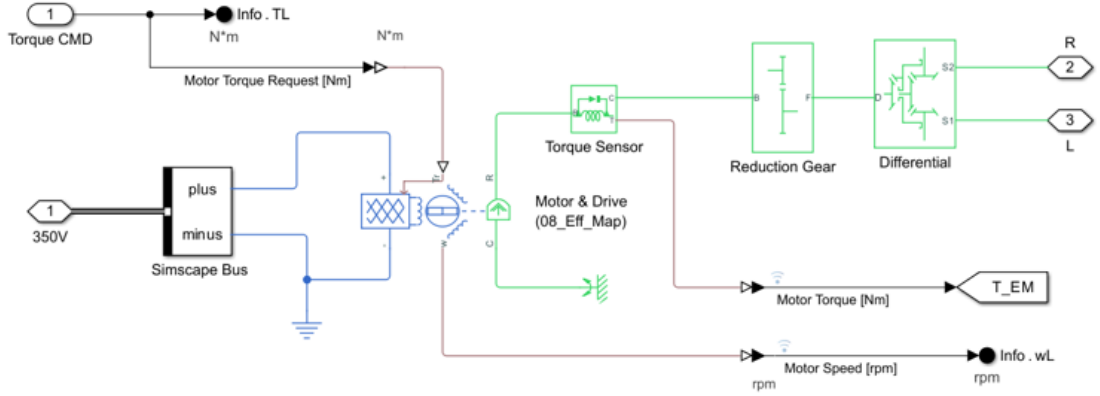 1
Torque CMD
Info . TL
N*m
N*m
Motor Torque Request [Nm]
R
2
S2
S1
3
L
B
F
D
Differential
Reduction Gear
C
T
Torque Sensor
R
Motor & Drive
(08_Eff_Map)
C
Tr
w
+
-
plus
minus
1
350V
Simscape Bus
Motor Torque [Nm]
T_EM
Motor Speed [rpm]
rpm
Info . wL
rpm